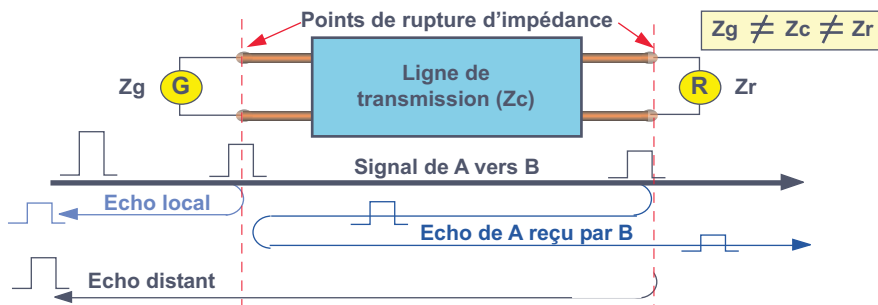 Points de rupture d’impédance
Zg ≠ Zc ≠ Zr
Zg
G
Ligne de
transmission (Zc)
R
Zr
Signal de A vers B
Echo local
Echo de A reçu par B
Echo distant